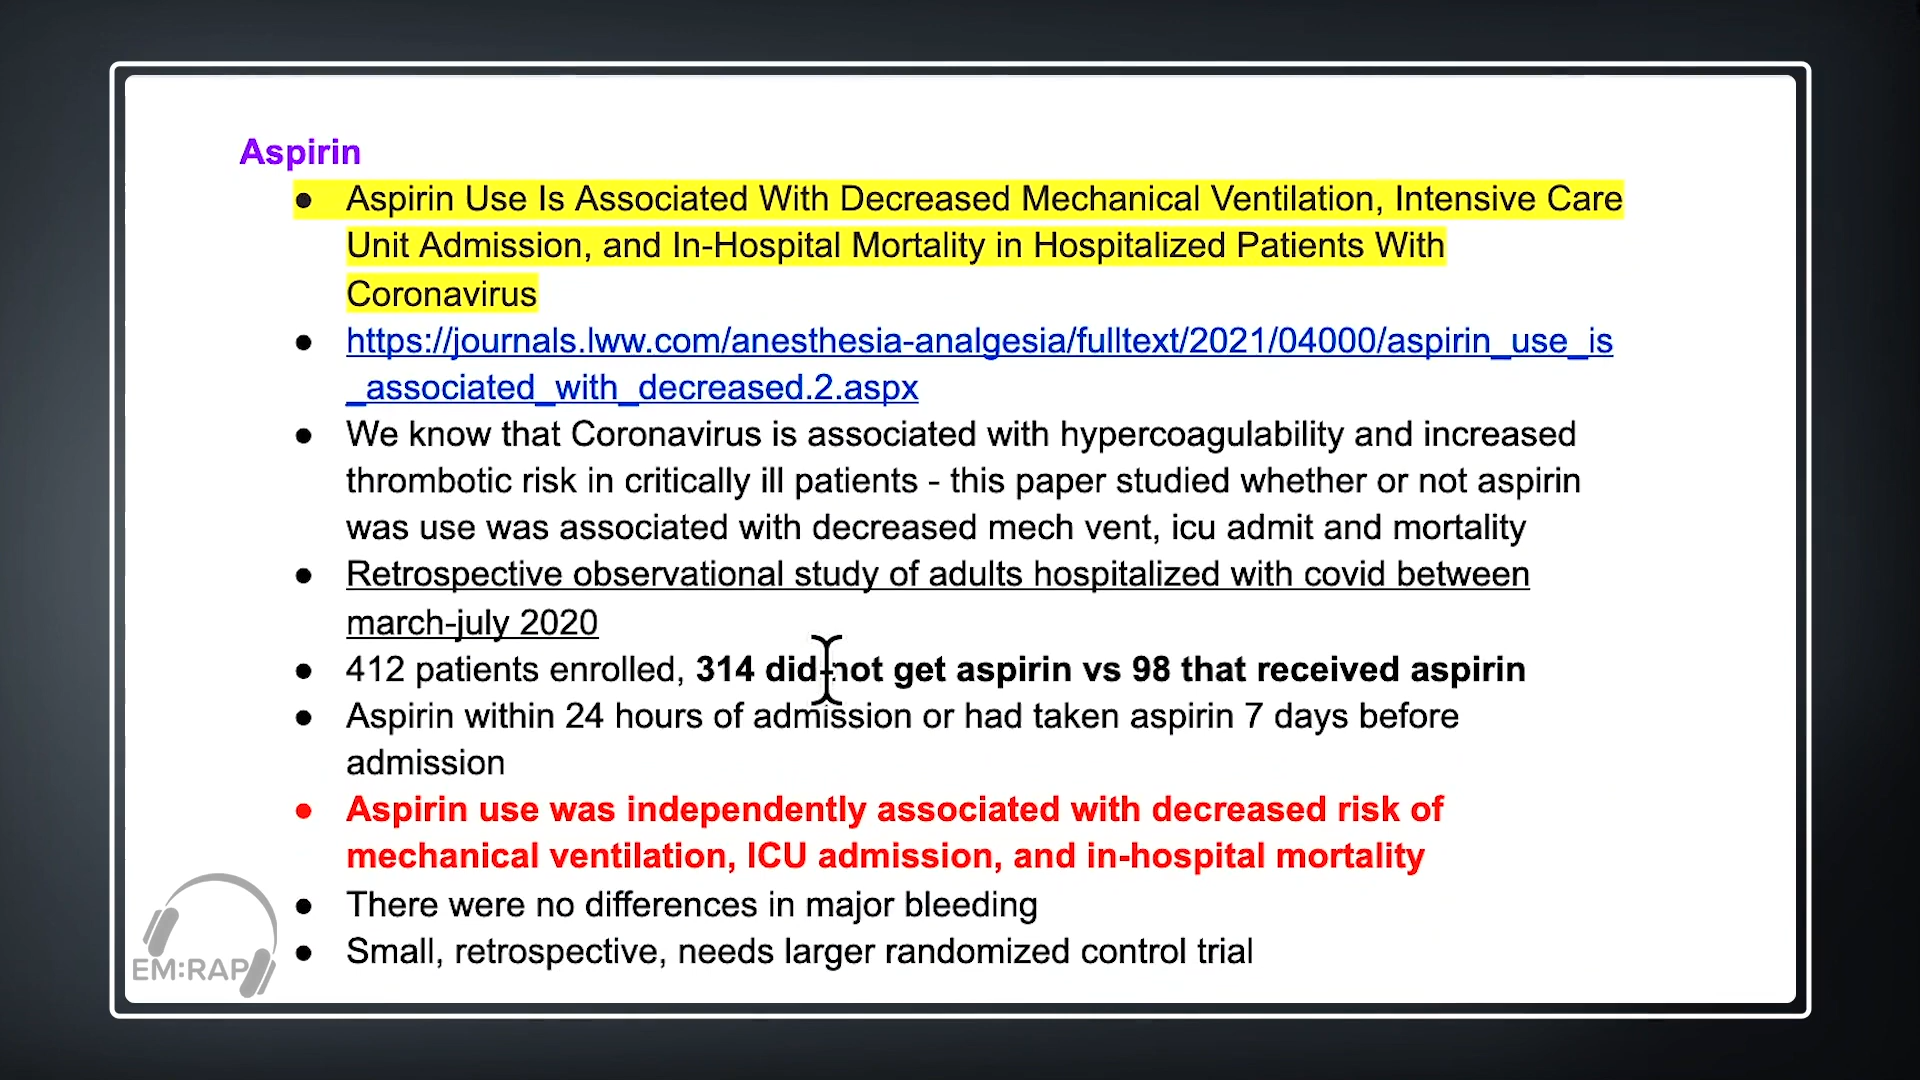 Aspirin
● Aspirin Use Is Associated With Decreased Mechanical Ventilation, Intensive Care
Unit Admission, and In-Hospital Mortality in Hospitalized Patients With
Coronavirus
● https://journals.lww.com/anesthesia-analgesia/fulltext/2021/04000/aspirin_use_is
_associated_with_decreased.2.aspx
● We know that Coronavirus is associated with hypercoagulability and increased
thrombotic risk in critically ill patients - this paper studied whether or not aspirin
was use was associated with decreased mech vent, icu admit and mortality
● Retrospective observational study of adults hospitalized with covid between
march-july 2020
● 412 patients enrolled, 314 did not get aspirin vs 98 that received aspirin
● Aspirin within 24 hours of admission or had taken aspirin 7 days before
admission
● Aspirin use was independently associated with decreased risk of
mechanical ventilation, ICU admission, and in-hospital mortality
● There were no differences in major bleeding
● Small, retrospective, needs larger randomized control trial
EM:RAP